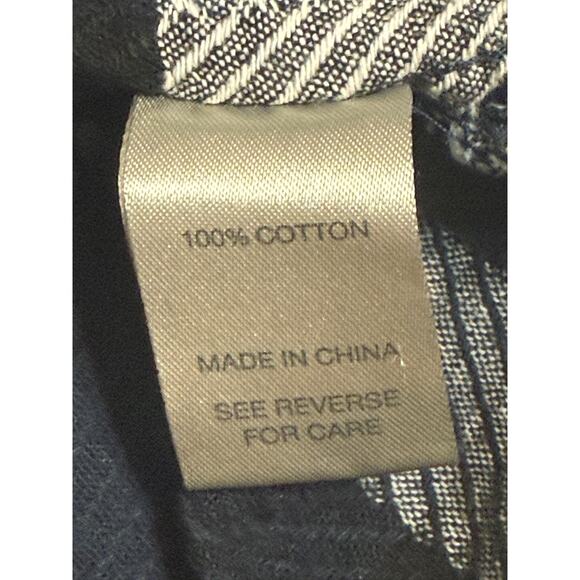 100% COTTON
MADE IN CHINA
SEE REVERSE
FOR CARE